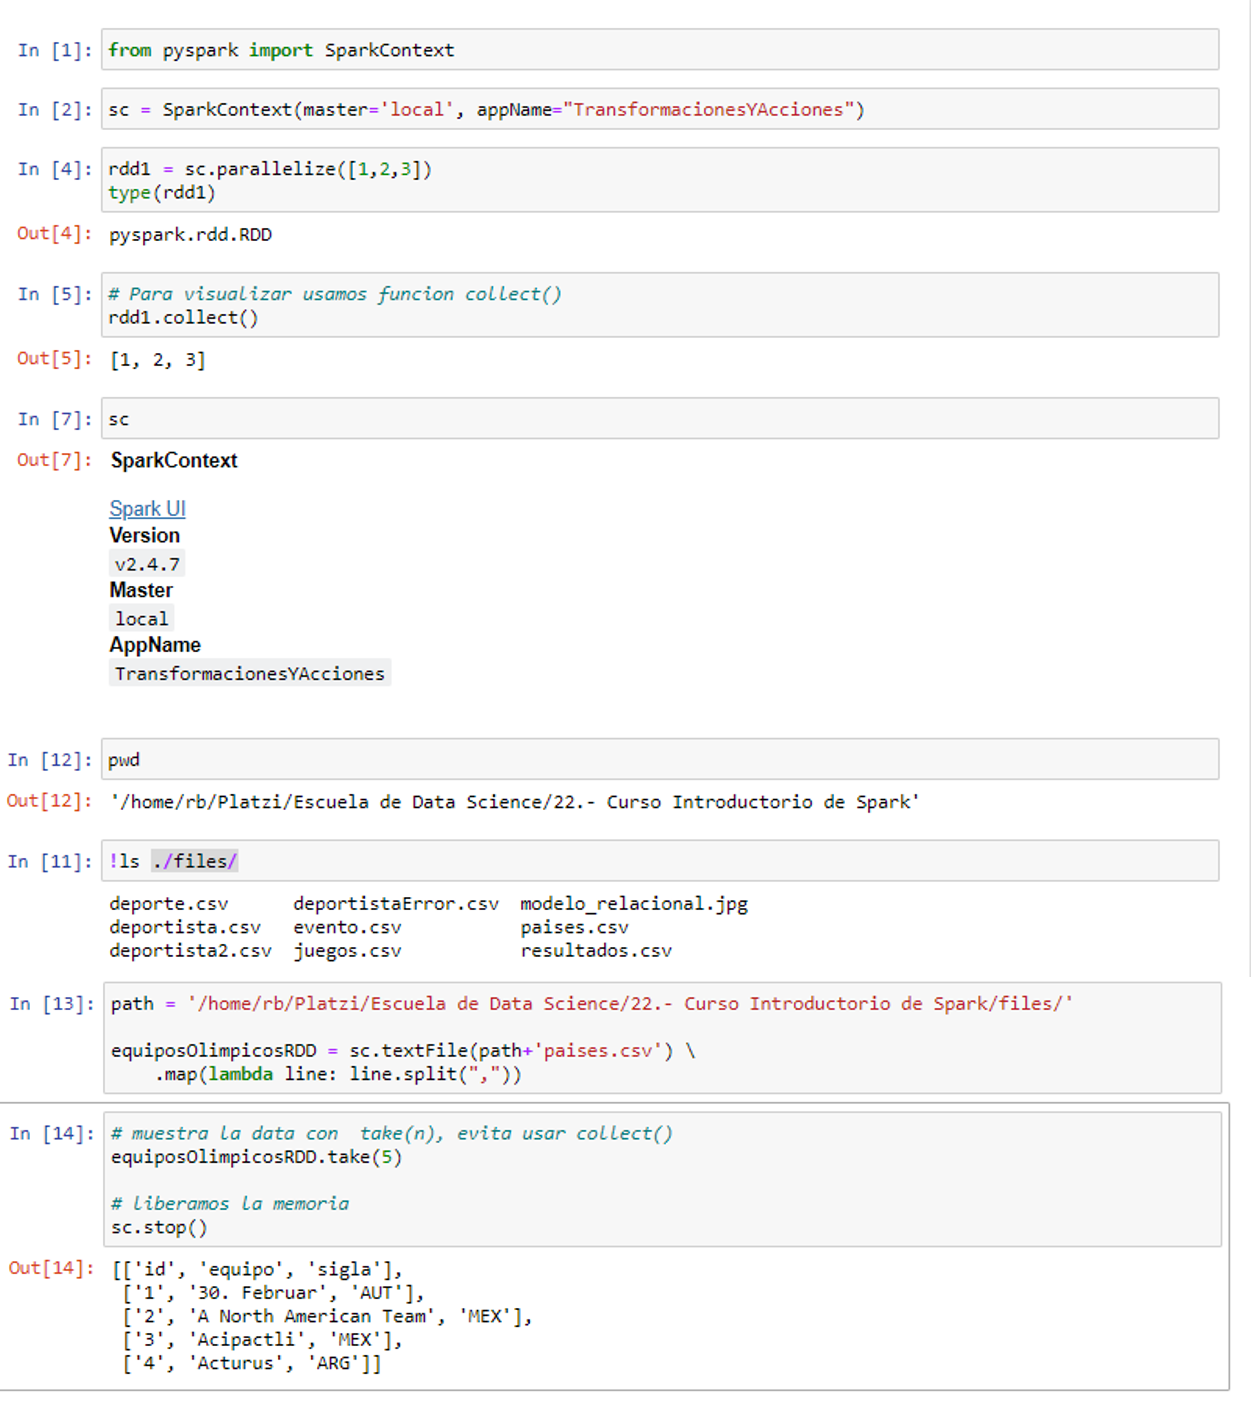 In [1]: from pyspark import SparkContext
In [2]: sc = SparkContext(master='local', appName="TransformacionesYAcciones")
In [4]: rdd1 = sc.parallelize([1,2,3])
type(rdd1)
Out[4]: pyspark.rdd.RDD
In [5]: # Para visualizar usamos funcion collect()
rdd1.collect()
Out[5]: [1, 2, 3]
In [7]: sc
Out[7]: SparkContext
Spark UI
Version
v2.4.7
Master
local
AppName
TransformacionesYAcciones
In [12]: pwd
Out[12]: '/home/rb/Platzi/Escuela de Data Science/22.- Curso Introductorio de Spark'
In [11]: !ls ./files/
deporte.csv deportistaError.csv modelo_relacional.jpg
deportista.csv evento.csv paises.csv
deportista2.csv juegos.csv resultados.csv
In [13]: path = '/home/rb/Platzi/Escuela de Data Science/22.- Curso Introductorio de Spark/files/'
equiposOlimpicosRDD = sc.textFile(path+'paises.csv') \
.map(lambda line: line.split(","))
In [14]: # muestra la data con take(n), evita usar collect()
equiposOlimpicosRDD.take(5)
# liberamos la memoria
sc.stop()
Out[14]: [['id', 'equipo', 'sigla'],
['1', '30. Februar', 'AUT'],
['2', 'A North American Team', 'MEX'],
['3', 'Acipactli', 'MEX'],
['4', 'Acturus', 'ARG']]